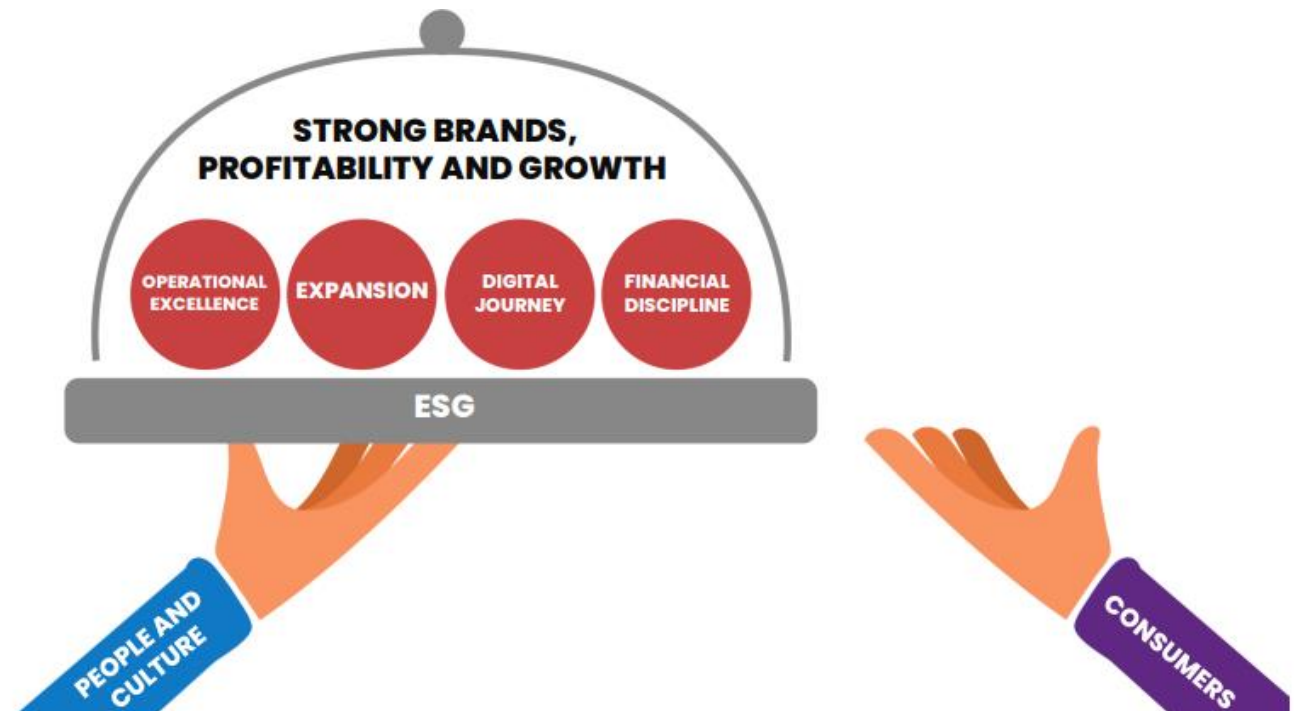 STRONG BRANDS,
PROFITABILITY AND GROWTH
OPERATIONAL
EXCELLENCE
EXPANSION
DIGITAL
JOURNEY
FINANCIAL
DISCIPLINE
ESG
PEOPLE AND
CULTURE
CONSUMERS